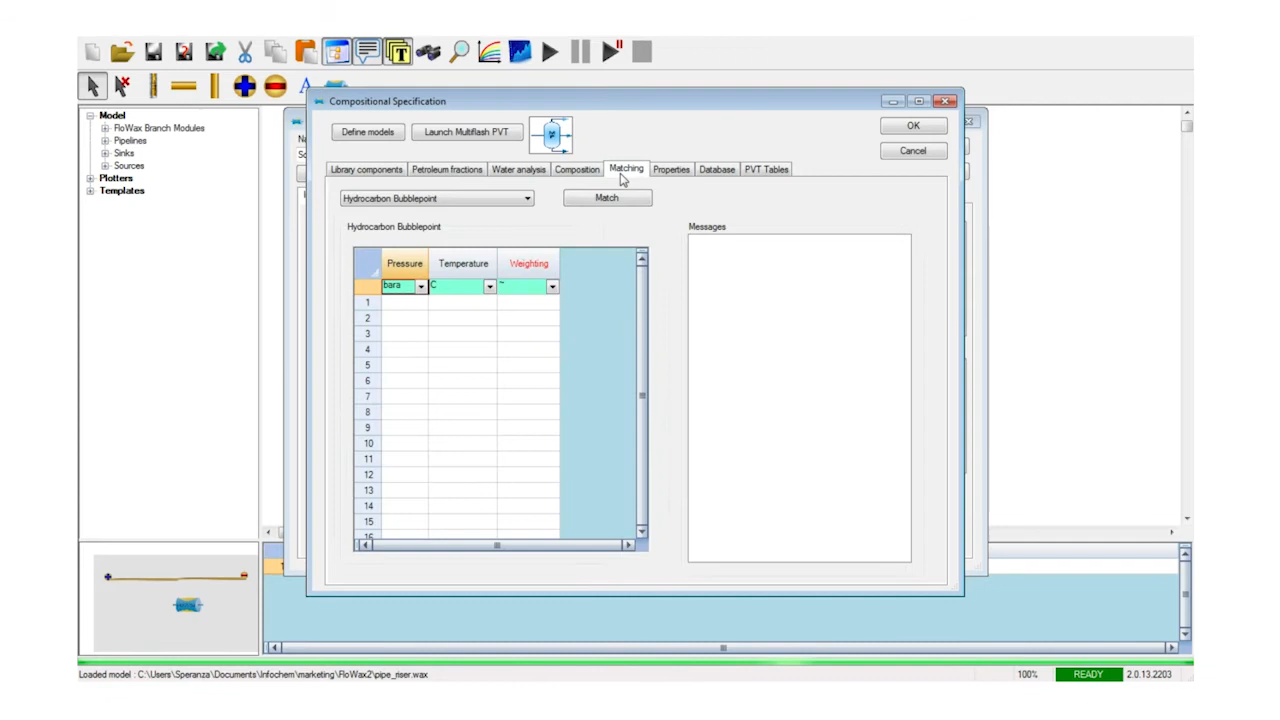 T
A
Compositional Specification
Model
FloWax Branch Modules
Pipelines
Sinks
Sources
Plotters
Templates
Define models
Launch Multiflash PVT
OK
Cancel
Library components
Petroleum fractions
Water analysis
Composition
Matching
Properties
Database
PVT Tables
Hydrocarbon Bubblepoint
Match
Hydrocarbon Bubblepoint
Messages
Pressure
Temperature
Weighting
bara
C
~
1
2
3
4
5
6
7
8
9
10
11
12
13
14
15
16
Loaded model : C:\Users\Speranza\Documents\Infochem\marketing\FloWax2\pipe_riser.wax
100%
READY
2.0.13.2203